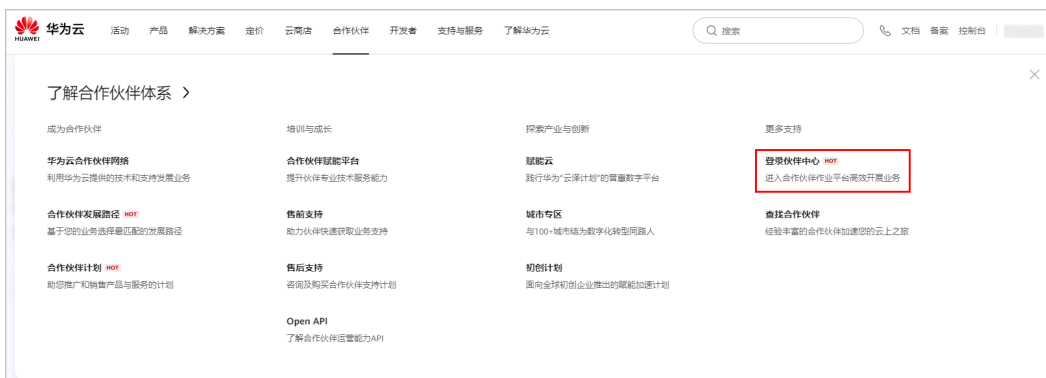 HUAWEI 华为云 活动 产品 解决方案 定价 云商店 合作伙伴 开发者 支持与服务 了解华为云 搜索 文档 备案 控制台
了解合作伙伴体系
成为合作伙伴 培训与成长 探索产业与创新 更多支持
华为云合作伙伴网络 合作伙伴赋能平台 赋能云 登录伙伴中心 HOT
利用华为云提供的技术和支持发展业务 提升伙伴专业技术服务能力 践行华为“云泽计划”的普惠数字平台 进入合作伙伴作业平台高效开展业务
合作伙伴发展路径 HOT 售前支持 城市专区 查找合作伙伴
基于您的业务选择最匹配的发展路径 助力伙伴快速获取业务支持 与100+城市结为数字化转型同路人 经验丰富的合作伙伴加速您的云上之旅
合作伙伴计划 HOT 售后支持 初创计划
助您推广和销售产品与服务的计划 咨询及购买合作伙伴支持计划 面向全球初创企业推出的赋能加速计划
Open API
了解合作伙伴运营能力API